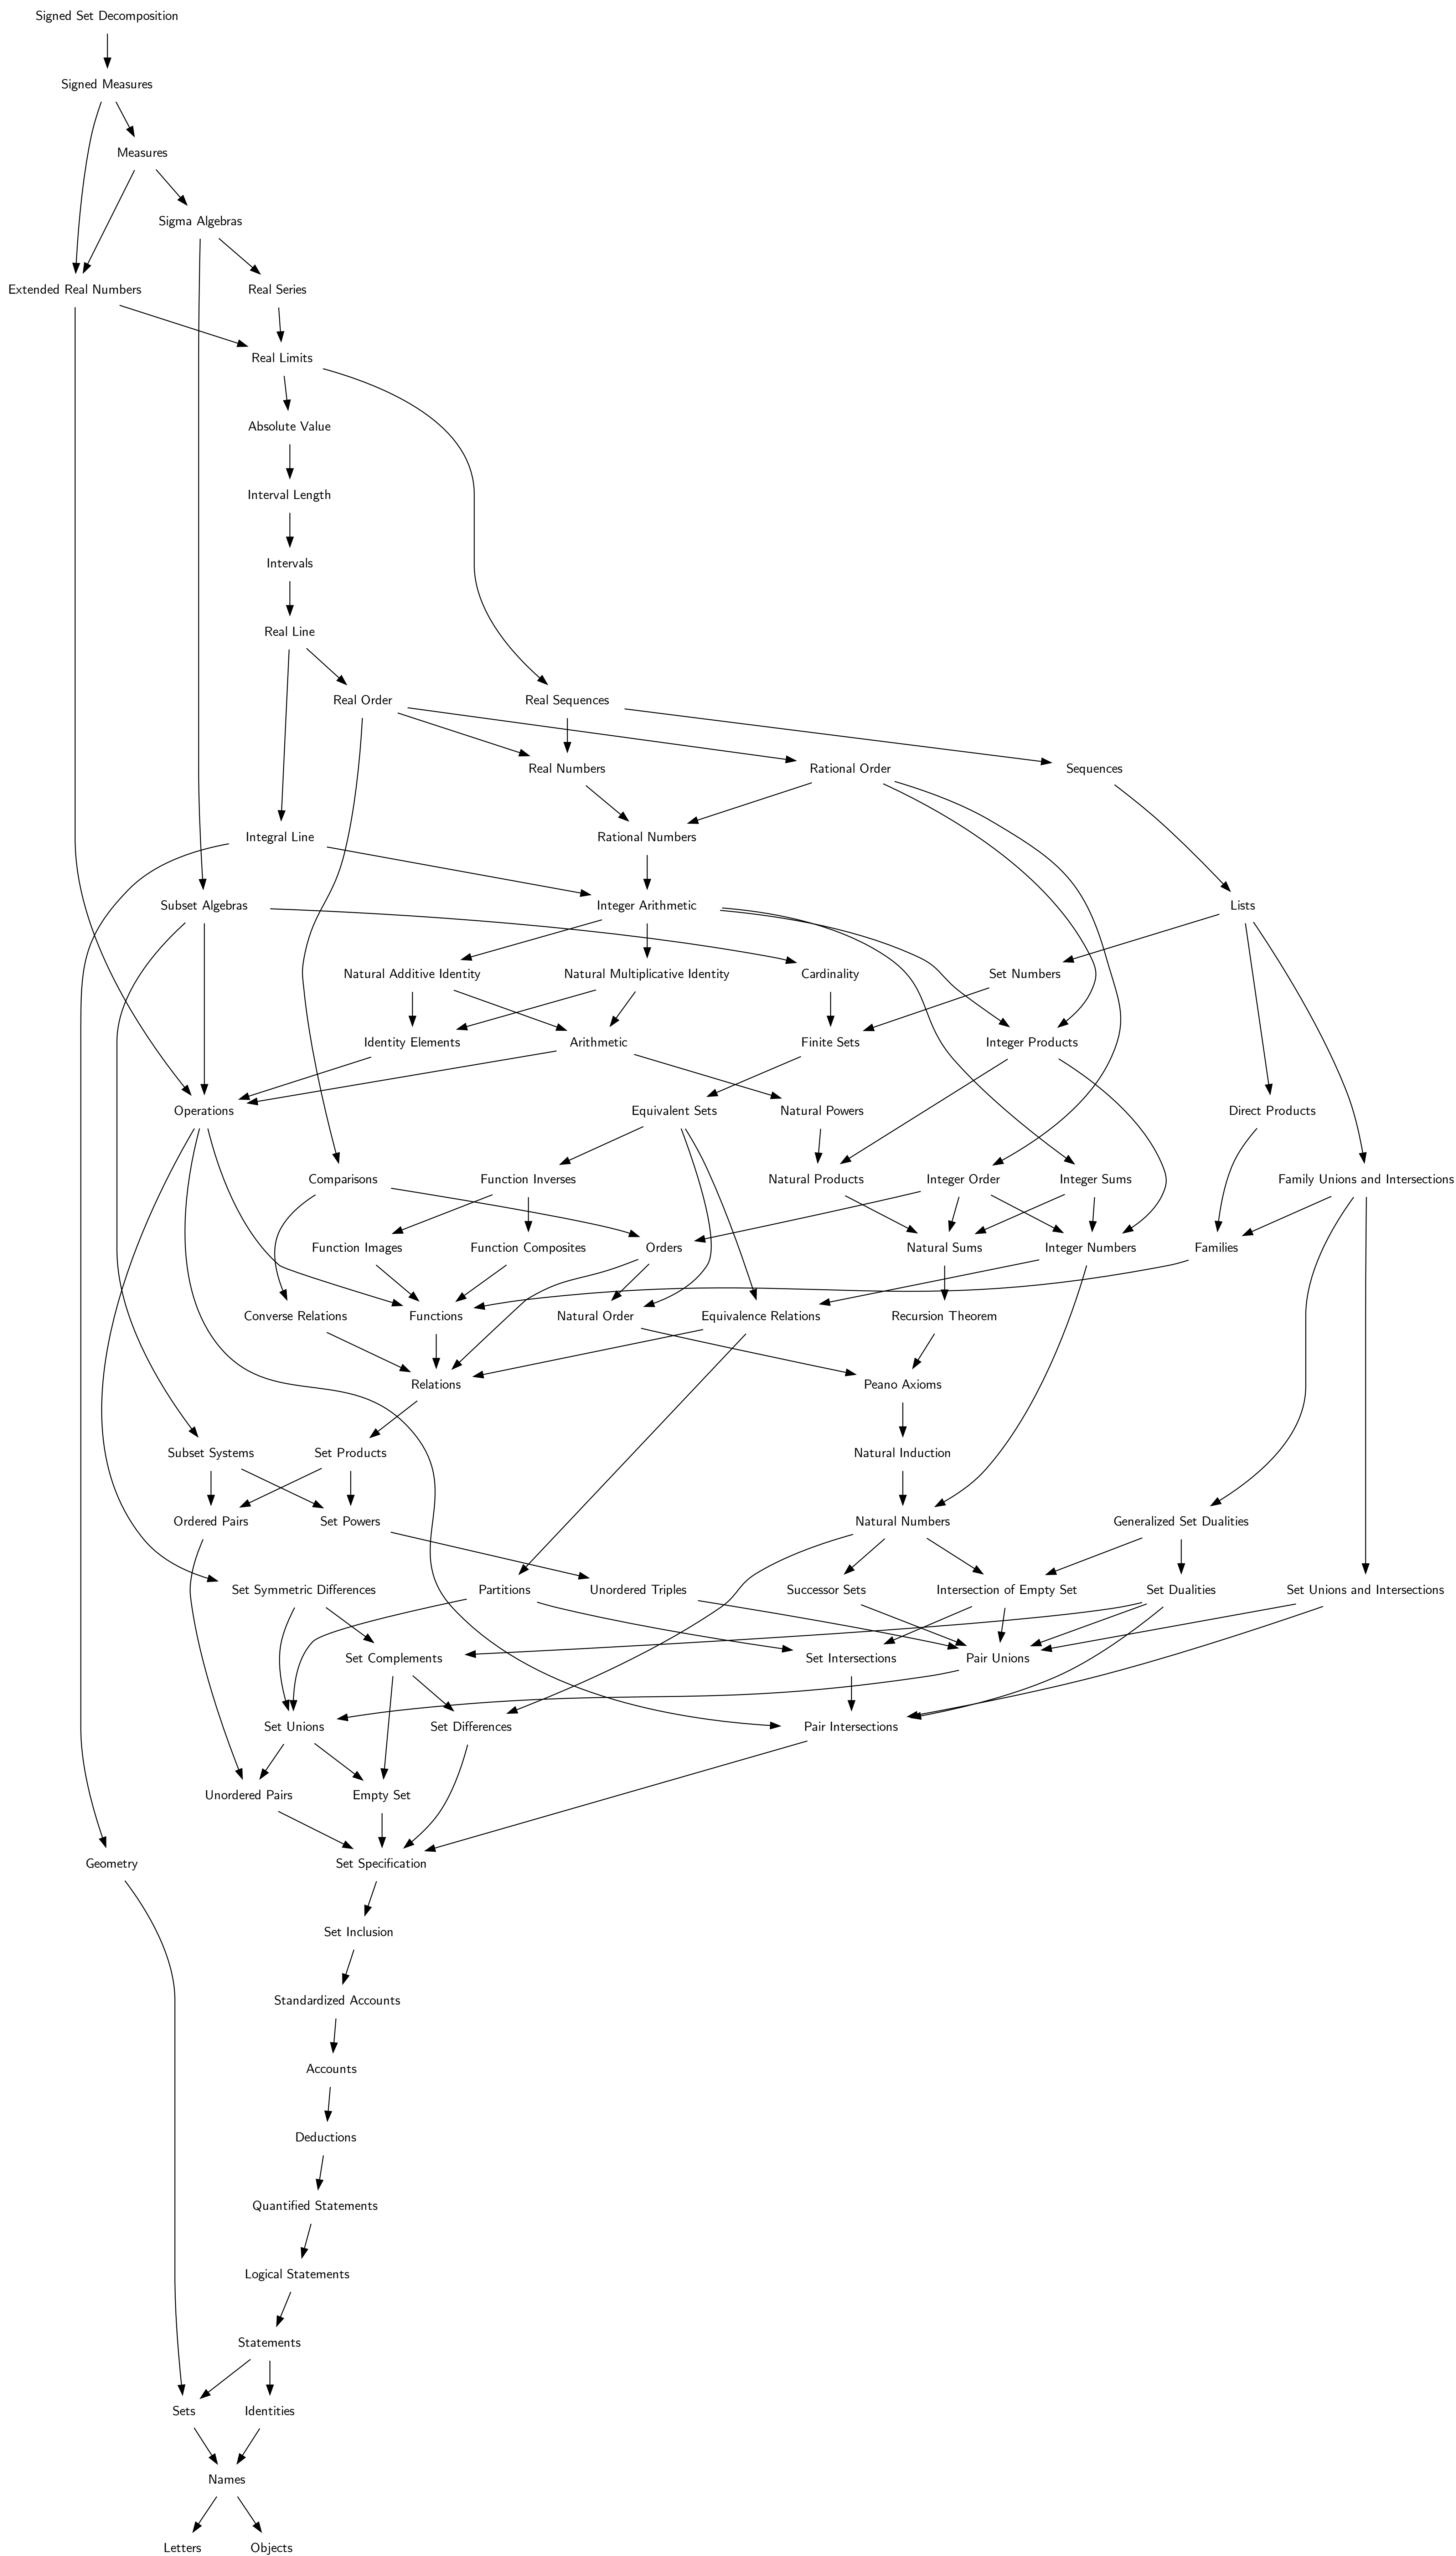 Signed Set Decomposition
Signed Measures
Measures
Sigma Algebras
Extended Real Numbers
Real Series
Real Limits
Absolute Value
Interval Length
Intervals
Real Line
Real Order
Real Sequences
Real Numbers
Rational Order
Sequences
Integral Line
Rational Numbers
Subset Algebras
Integer Arithmetic
Lists
Natural Additive Identity
Natural Multiplicative Identity
Cardinality
Set Numbers
Identity Elements
Arithmetic
Finite Sets
Integer Products
Operations
Equivalent Sets
Natural Powers
Direct Products
Comparisons
Function Inverses
Natural Products
Integer Order
Integer Sums
Family Unions and Intersections
Function Images
Function Composites
Orders
Natural Sums
Integer Numbers
Families
Converse Relations
Functions
Natural Order
Equivalence Relations
Recursion Theorem
Relations
Peano Axioms
Subset Systems
Set Products
Natural Induction
Ordered Pairs
Set Powers
Natural Numbers
Generalized Set Dualities
Set Symmetric Differences
Partitions
Unordered Triples
Successor Sets
Intersection of Empty Set
Set Dualities
Set Unions and Intersections
Set Complements
Set Intersections
Pair Unions
Set Unions
Set Differences
Pair Intersections
Unordered Pairs
Empty Set
Geometry
Set Specification
Set Inclusion
Standardized Accounts
Accounts
Deductions
Quantified Statements
Logical Statements
Statements
Sets
Identities
Names
Letters
Objects